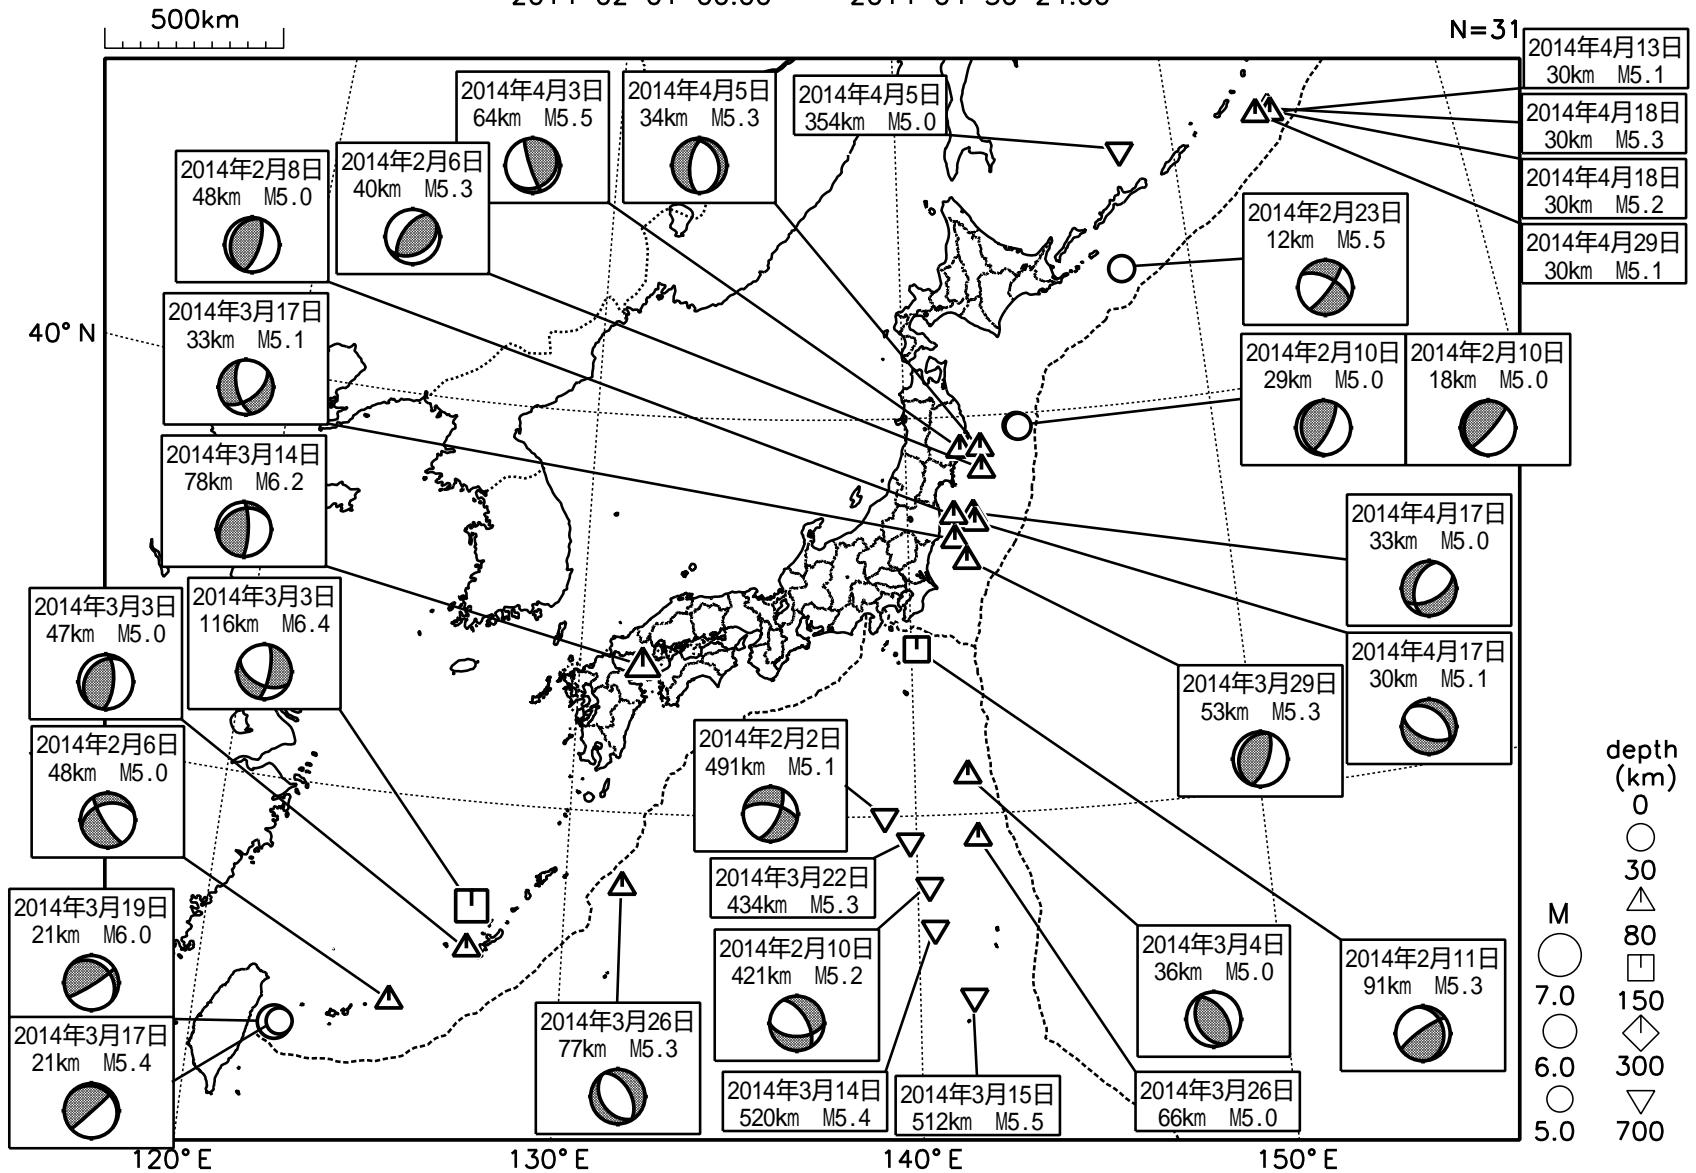 500km
N=31
2014年4月13日
30km M5.1
2014年4月18日
30km M5.3
2014年4月18日
30km M5.2
2014年4月29日
30km M5.1
2014年4月3日
64km M5.5
2014年4月5日
34km M5.3
2014年4月5日
354km M5.0
2014年2月8日
48km M5.0
2014年2月6日
40km M5.3
2014年2月23日
12km M5.5
2014年3月17日
33km M5.1
40°N
2014年2月10日
29km M5.0
2014年2月10日
18km M5.0
2014年3月14日
78km M6.2
2014年4月17日
33km M5.0
2014年3月3日
47km M5.0
2014年3月3日
116km M6.4
2014年4月17日
30km M5.1
2014年3月29日
53km M5.3
2014年2月6日
48km M5.0
2014年2月2日
491km M5.1
2014年3月22日
434km M5.3
2014年3月19日
21km M6.0
2014年2月10日
421km M5.2
2014年3月4日
36km M5.0
2014年2月11日
91km M5.3
2014年3月17日
21km M5.4
2014年3月26日
77km M5.3
2014年3月14日
520km M5.4
2014年3月15日
512km M5.5
2014年3月26日
66km M5.0
depth
(km)
0
30
80
150
300
700
M
7.0
6.0
5.0
120°E
130°E
140°E
150°E